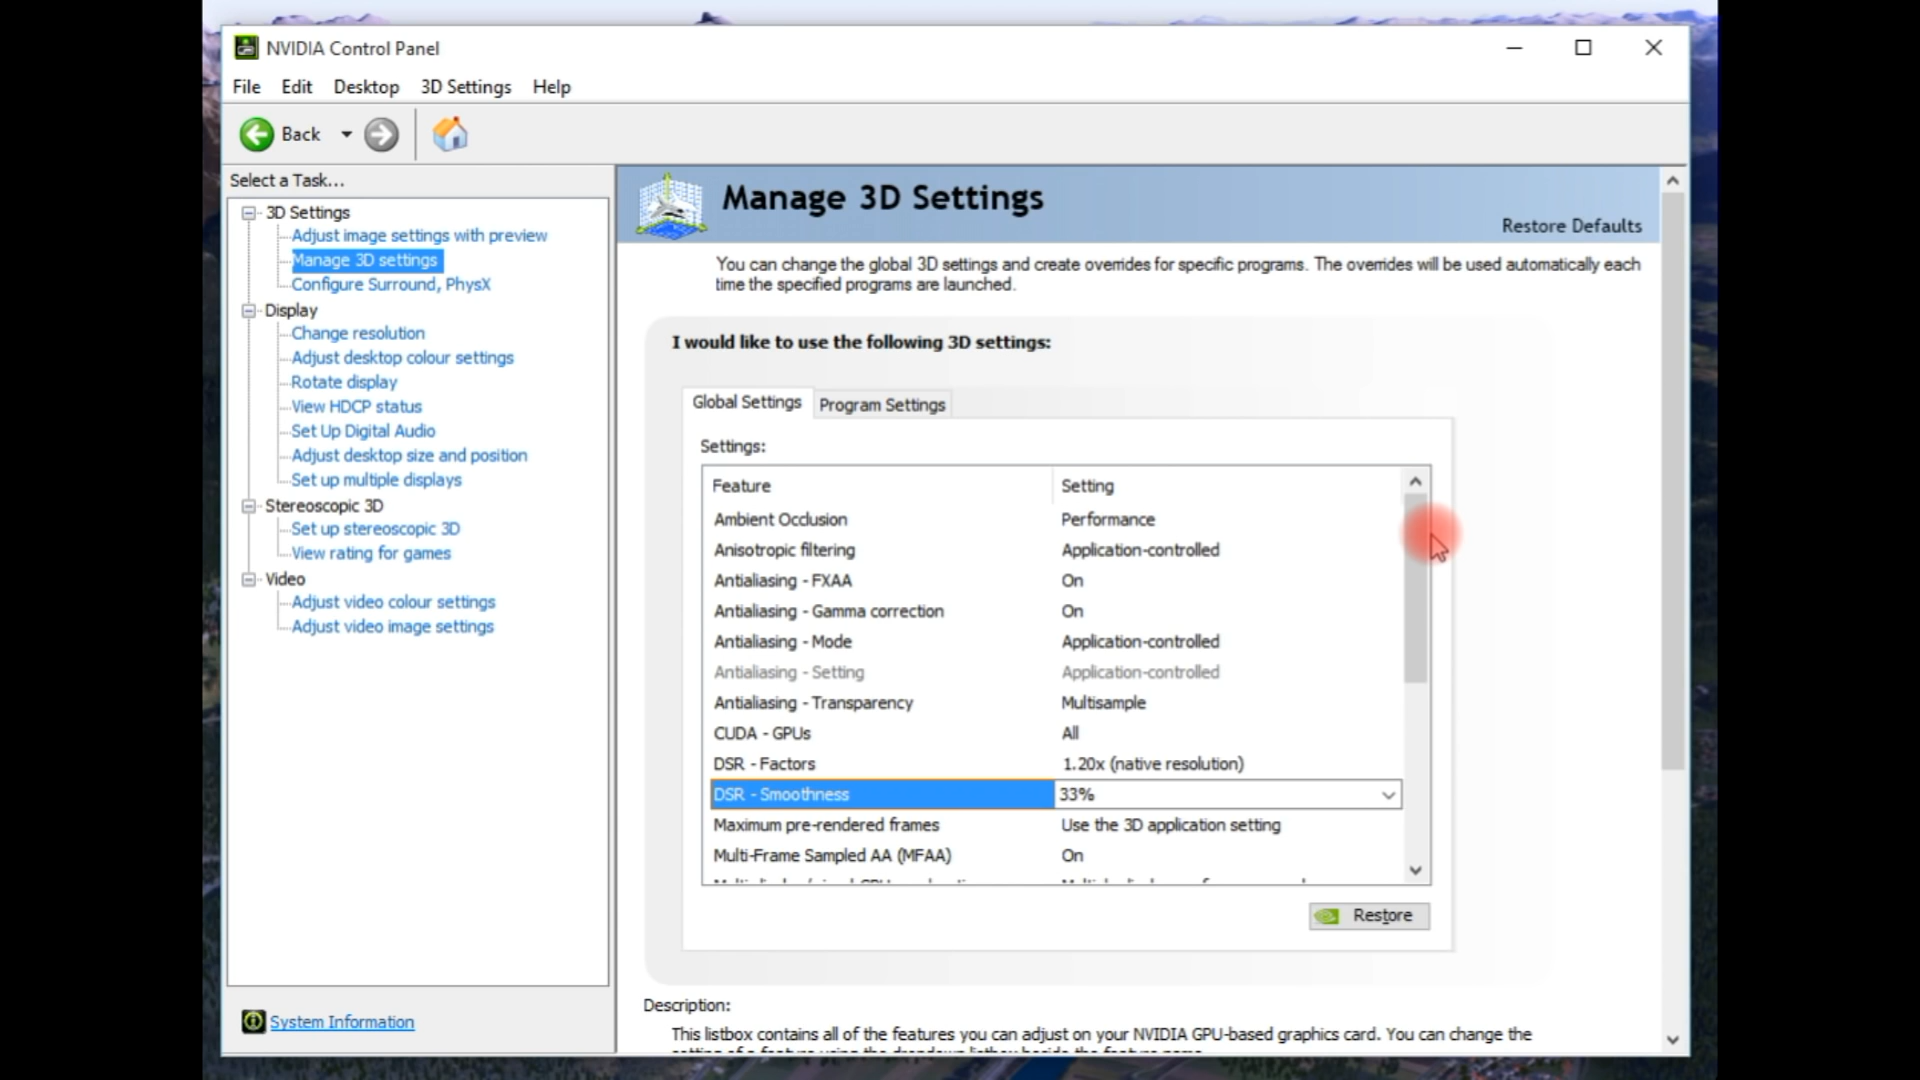 NVIDIA Control Panel
File Edit Desktop 3D Settings Help
Back
Select a Task...
3D Settings
Adjust image settings with preview
Manage 3D settings
Configure Surround, PhysX
Display
Change resolution
Adjust desktop colour settings
Rotate display
View HDCP status
Set Up Digital Audio
Adjust desktop size and position
Set up multiple displays
Stereoscopic 3D
Set up stereoscopic 3D
View rating for games
Video
Adjust video colour settings
Adjust video image settings
System Information
Manage 3D Settings
Restore Defaults
You can change the global 3D settings and create overrides for specific programs. The overrides will be used automatically each
time the specified programs are launched.
I would like to use the following 3D settings:
Global Settings Program Settings
Settings:
Feature Setting
Ambient Occlusion Performance
Anisotropic filtering Application-controlled
Antialiasing - FXAA On
Antialiasing - Gamma correction On
Antialiasing - Mode Application-controlled
Antialiasing - Setting Application-controlled
Antialiasing - Transparency Multisample
CUDA - GPUs All
DSR - Factors 1.20x (native resolution)
DSR - Smoothness 33%
Maximum pre-rendered frames Use the 3D application setting
Multi-Frame Sampled AA (MFAA) On
Restore
Description:
This listbox contains all of the features you can adjust on your NVIDIA GPU-based graphics card. You can change the